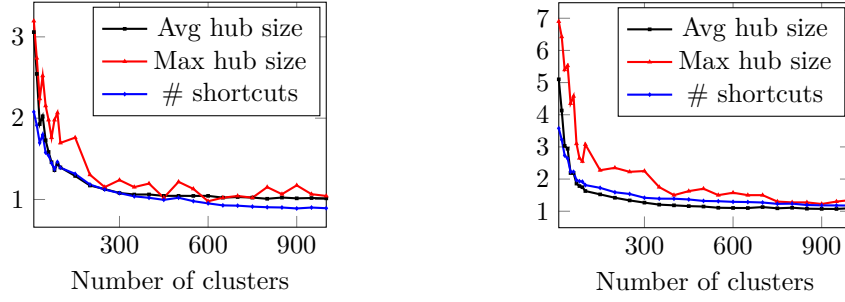 3
2
1
Avg hub size
Max hub size
# shortcuts
300 600 900
Number of clusters
7
6
5
4
3
2
1
Avg hub size
Max hub size
# shortcuts
300 600 900
Number of clusters